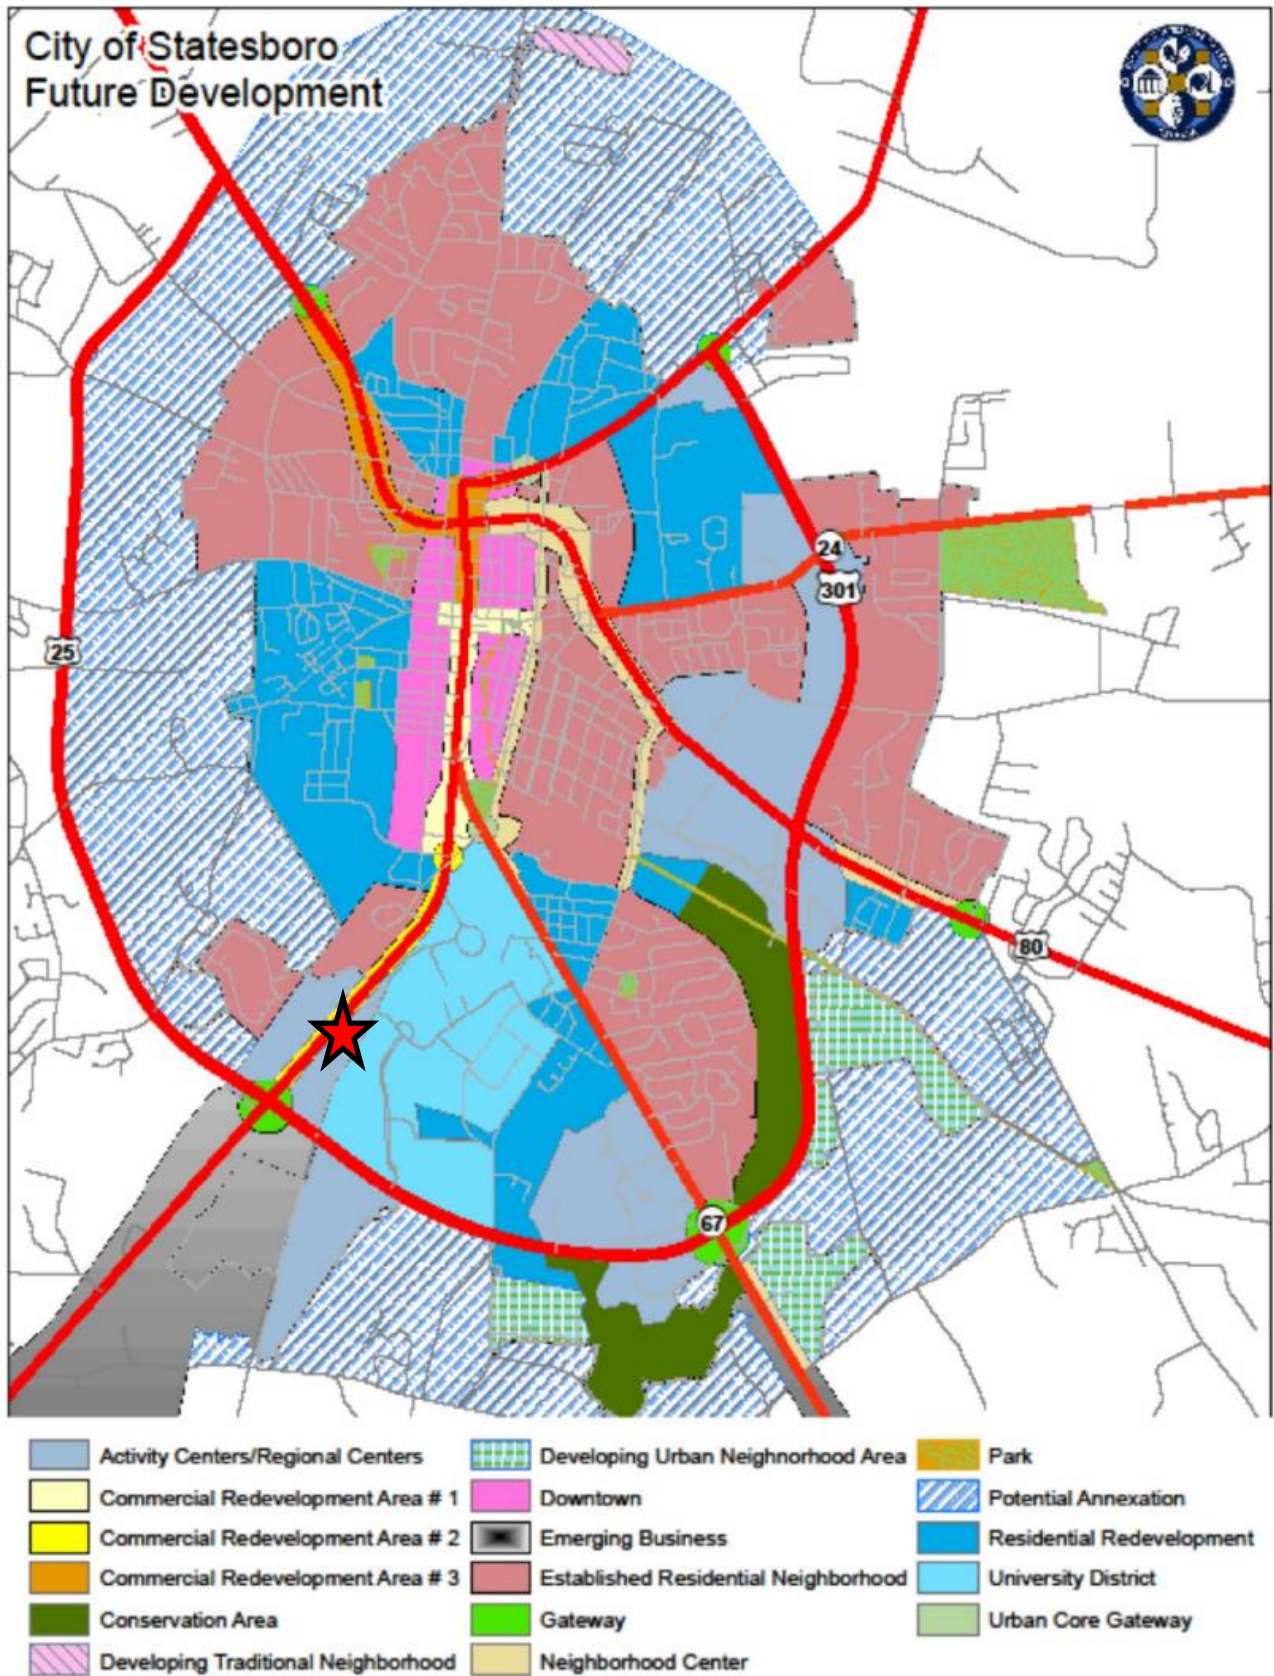 City of Statesboro
Future Development
24
301
25
80
67
Activity Centers/Regional Centers
Commercial Redevelopment Area # 1
Commercial Redevelopment Area # 2
Commercial Redevelopment Area # 3
Conservation Area
Developing Traditional Neighborhood
Developing Urban Neighnorhood Area
Downtown
Emerging Business
Established Residential Neighborhood
Gateway
Neighborhood Center
Park
Potential Annexation
Residential Redevelopment
University District
Urban Core Gateway